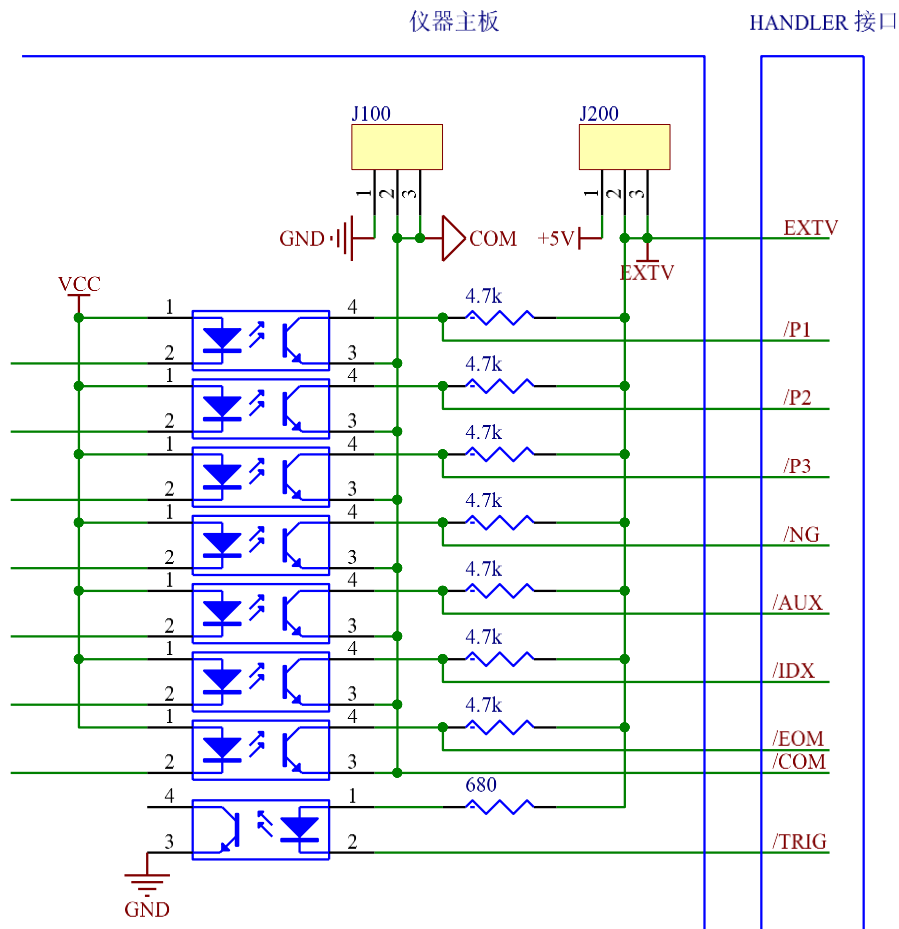 仪器主板
HANDLER 接口
J100
J200
1 2 3
1 2 3
GND
COM
+5V
EXTV
EXTV
VCC
1 4 4.7k
2 3 /P1
1 4 4.7k
2 3 /P2
1 4 4.7k
2 3 /P3
1 4 4.7k
2 3 /NG
1 4 4.7k
2 3 /AUX
1 4 4.7k
2 3 /IDX
1 4 4.7k
/EOM
2 3 /COM
4 1 680
3 2 /TRIG
GND